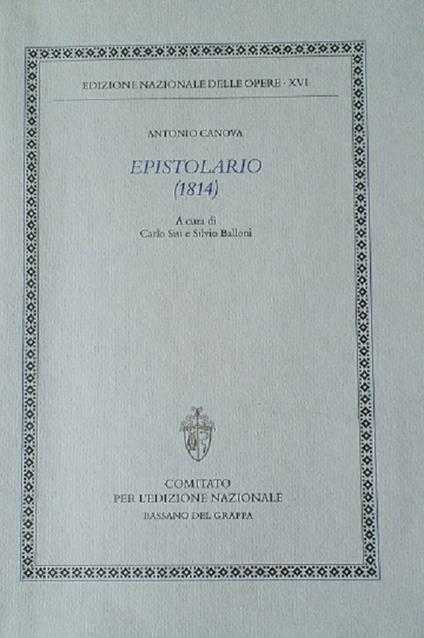 EDIZIONE NAZIONALE DELLE OPERE · XVI
ANTONIO CANOVA
EPISTOLARIO
(1814)
A cura di
Carlo Sisi e Silvio Balloni
COMITATO
PER L'EDIZIONE NAZIONALE
BASSANO DEL GRAPPA